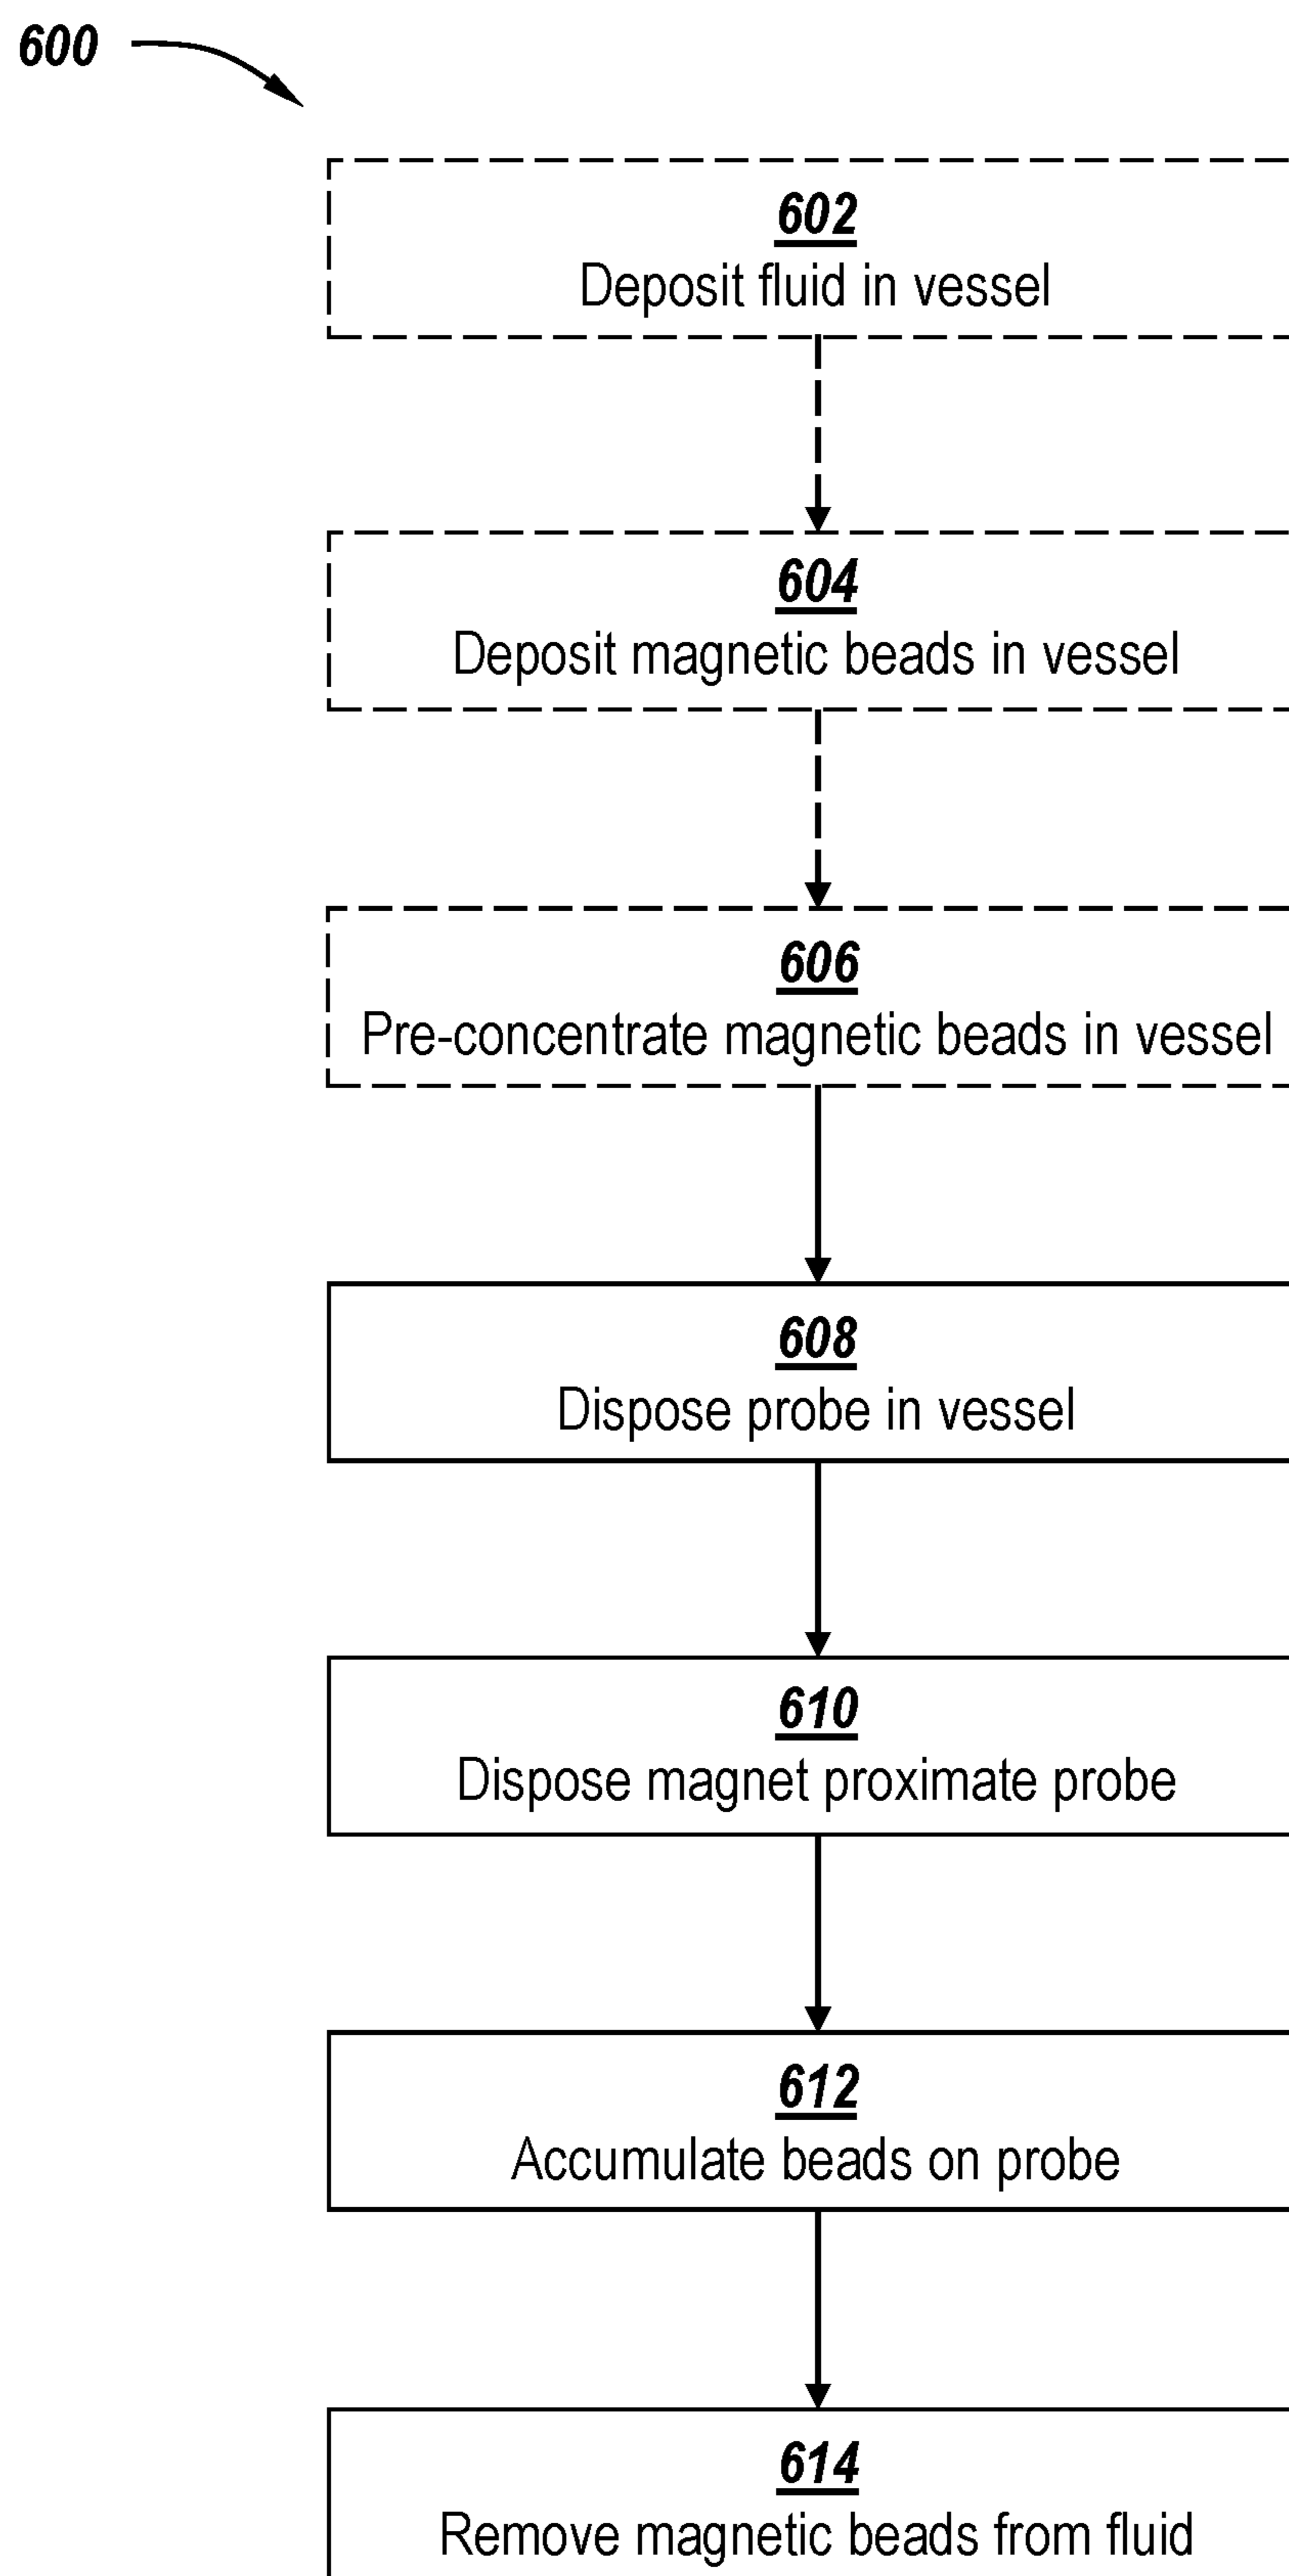 600
602
Deposit fluid in vessel
604
Deposit magnetic beads in vessel
606
Pre-concentrate magnetic beads in vessel
608
Dispose probe in vessel
610
Dispose magnet proximate probe
612
Accumulate beads on probe
614
Remove magnetic beads from fluid